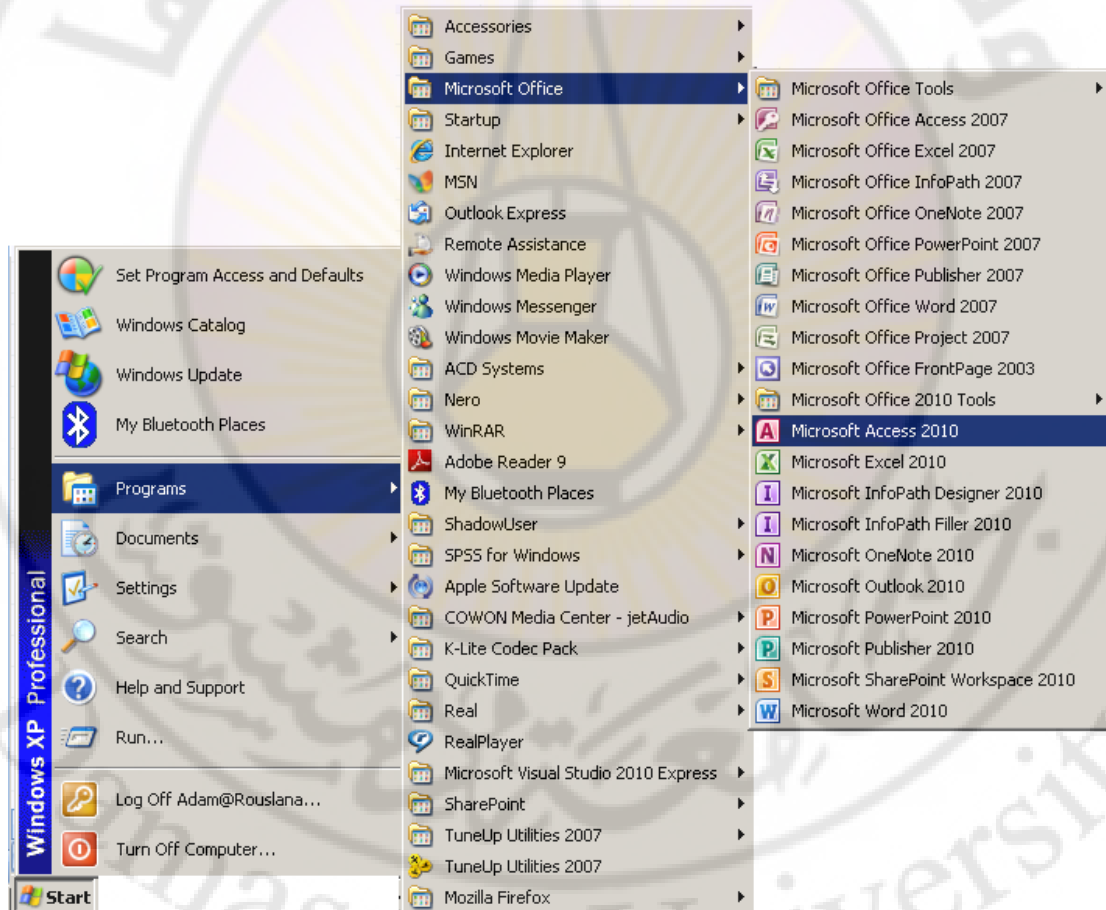 Accessories
Games
Microsoft Office
Startup
Internet Explorer
MSN
Outlook Express
Remote Assistance
Windows Media Player
Windows Messenger
Windows Movie Maker
ACD Systems
Nero
WinRAR
Adobe Reader 9
My Bluetooth Places
ShadowUser
SPSS for Windows
Apple Software Update
COWON Media Center - jetAudio
K-Lite Codec Pack
QuickTime
Real
RealPlayer
Microsoft Visual Studio 2010 Express
SharePoint
TuneUp Utilities 2007
TuneUp Utilities 2007
Mozilla Firefox
Microsoft Office Tools
Microsoft Office Access 2007
Microsoft Office Excel 2007
Microsoft Office InfoPath 2007
Microsoft Office OneNote 2007
Microsoft Office PowerPoint 2007
Microsoft Office Publisher 2007
Microsoft Office Word 2007
Microsoft Office Project 2007
Microsoft Office FrontPage 2003
Microsoft Office 2010 Tools
Microsoft Access 2010
Microsoft Excel 2010
Microsoft InfoPath Designer 2010
Microsoft InfoPath Filler 2010
Microsoft OneNote 2010
Microsoft Outlook 2010
Microsoft PowerPoint 2010
Microsoft Publisher 2010
Microsoft SharePoint Workspace 2010
Microsoft Word 2010
Set Program Access and Defaults
Windows Catalog
Windows Update
My Bluetooth Places
Programs
Documents
Settings
Search
Help and Support
Run...
Log Off Adam@Rouslana...
Turn Off Computer...
Windows XP Professional
Start